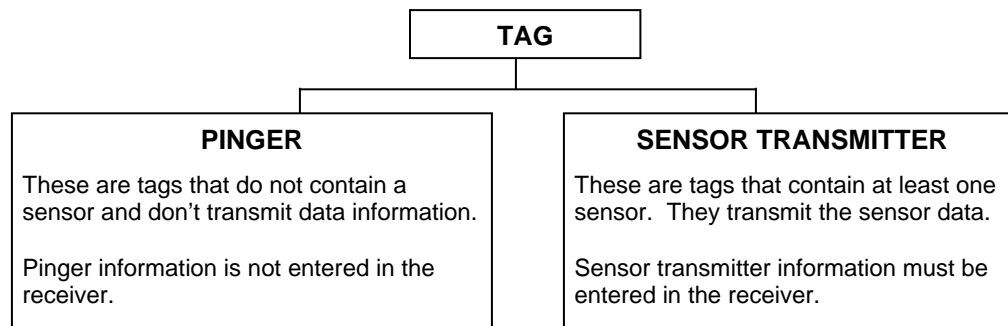 TAG
PINGER
These are tags that do not contain a
sensor and don’t transmit data information.
Pinger information is not entered in the
receiver.
SENSOR TRANSMITTER
These are tags that contain at least one
sensor.  They transmit the sensor data.
Sensor transmitter information must be
entered in the receiver.